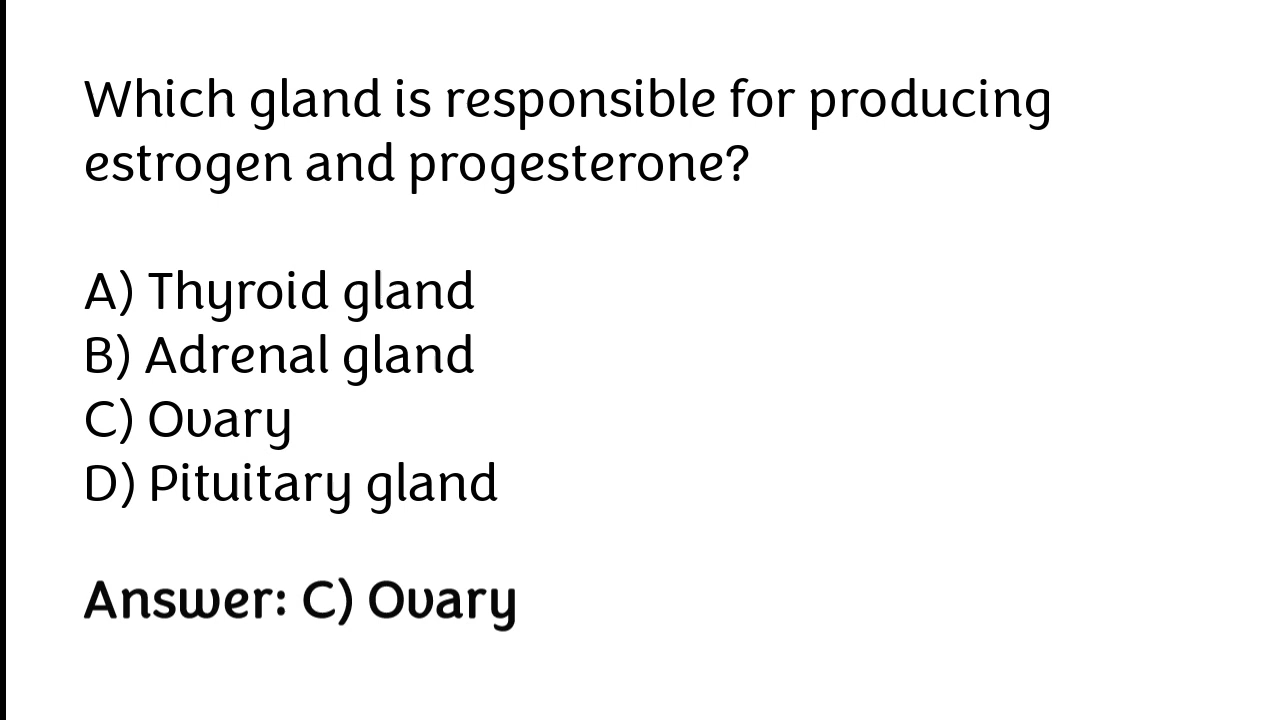 Which gland is responsible for producing
estrogen and progesterone?
A) Thyroid gland
B) Adrenal gland
C) Ovary
D) Pituitary gland
Answer: C) Ovary